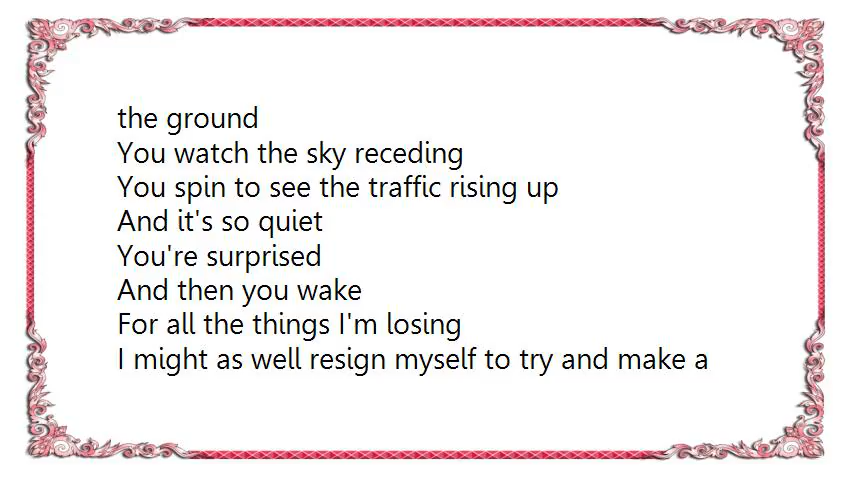 the ground
You watch the sky receding
You spin to see the traffic rising up
And it's so quiet
You're surprised
And then you wake
For all the things I'm losing
I might as well resign myself to try and make a